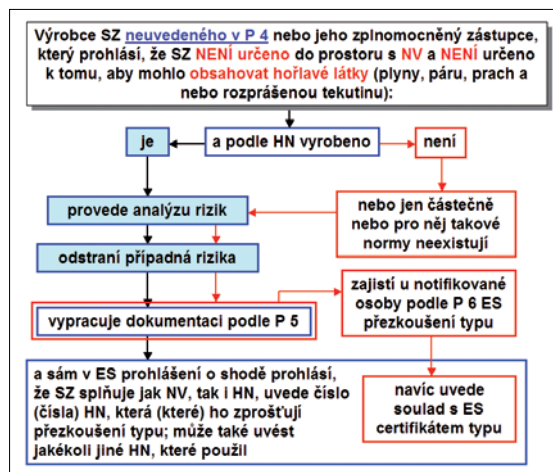 Výrobce SZ neuvedeného v P 4 nebo jeho zplnomocněný zástupce,
který prohlásí, že SZ NENÍ určeno do prostoru s NV a NENÍ určeno
k tomu, aby mohlo obsahovat hořlavé látky (plyny, páru, prach a
nebo rozprášenou tekutinu):
je
a podle HN vyrobeno
není
provede analýzu rizik
nebo jen částečně
nebo pro něj takové
normy neexistují
odstraní případná rizika
zajistí u notifikované
osoby podle P 6 ES
přezkoušení typu
vypracuje dokumentaci podle P 5
a sám v ES prohlášení o shodě prohlásí,
že SZ splňuje jak NV, tak i HN, uvede číslo
(čísla) HN, která (které) ho zprošťují
přezkoušení typu; může také uvést
jakékoli jiné HN, které použil
navíc uvede
soulad s ES
certifikátem typu